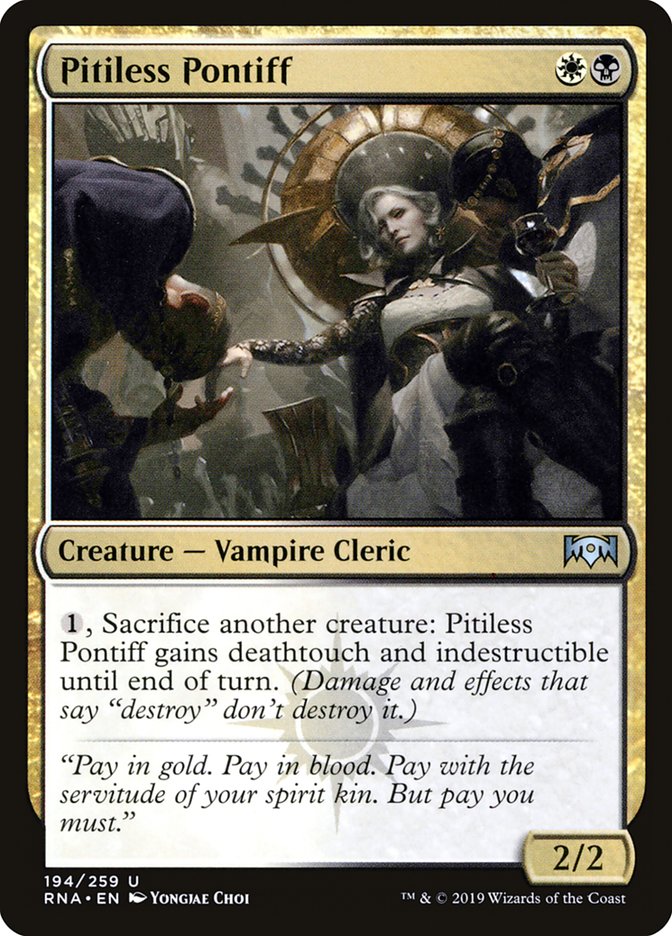 Pitiless Pontiff
Creature — Vampire Cleric
1, Sacrifice another creature: Pitiless
Pontiff gains deathtouch and indestructible
until end of turn. (Damage and effects that
say “destroy” don’t destroy it.)
“Pay in gold. Pay in blood. Pay with the
servitude of your spirit kin. But pay you
must.”
2/2
194/259 U
RNA • EN Yongjae Choi
™ & © 2019 Wizards of the Coast